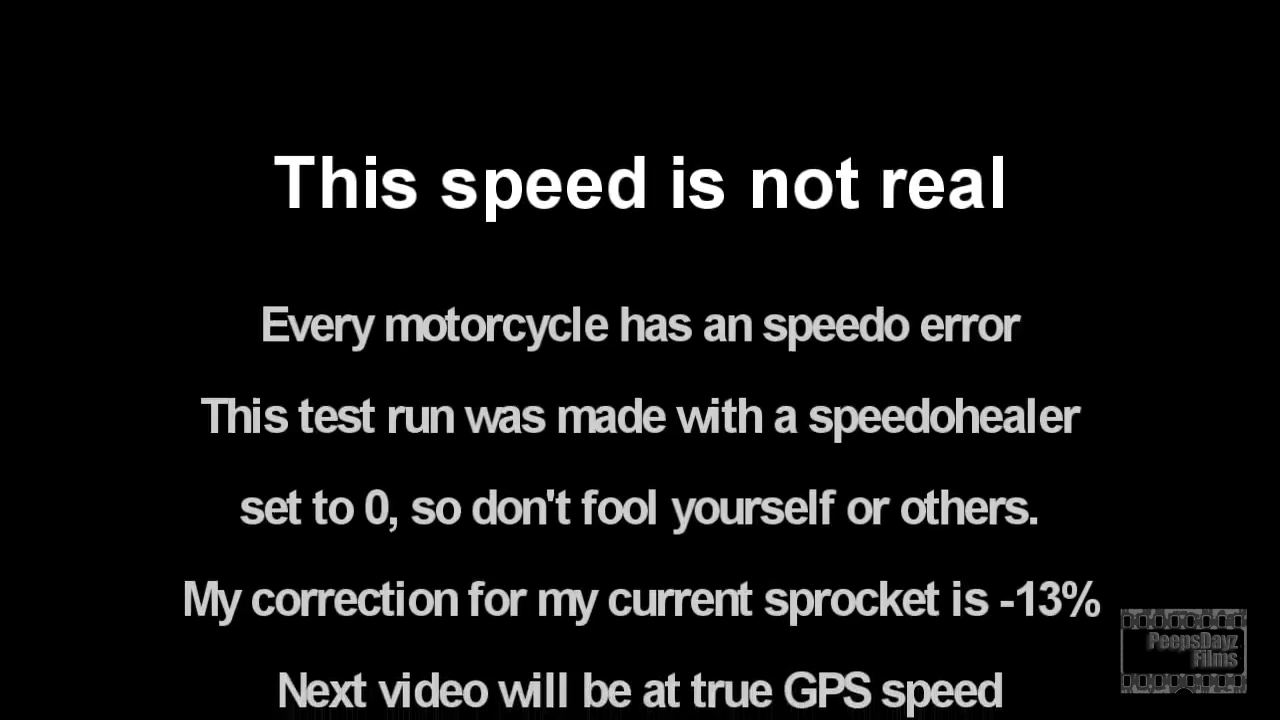 This speed is not real
Every motorcycle has an speedo error
This test run was made with a speedohealer
set to 0, so don't fool yourself or others.
My correction for my current sprocket is -13%
Next video will be at true GPS speed
PeepsDayz
Films